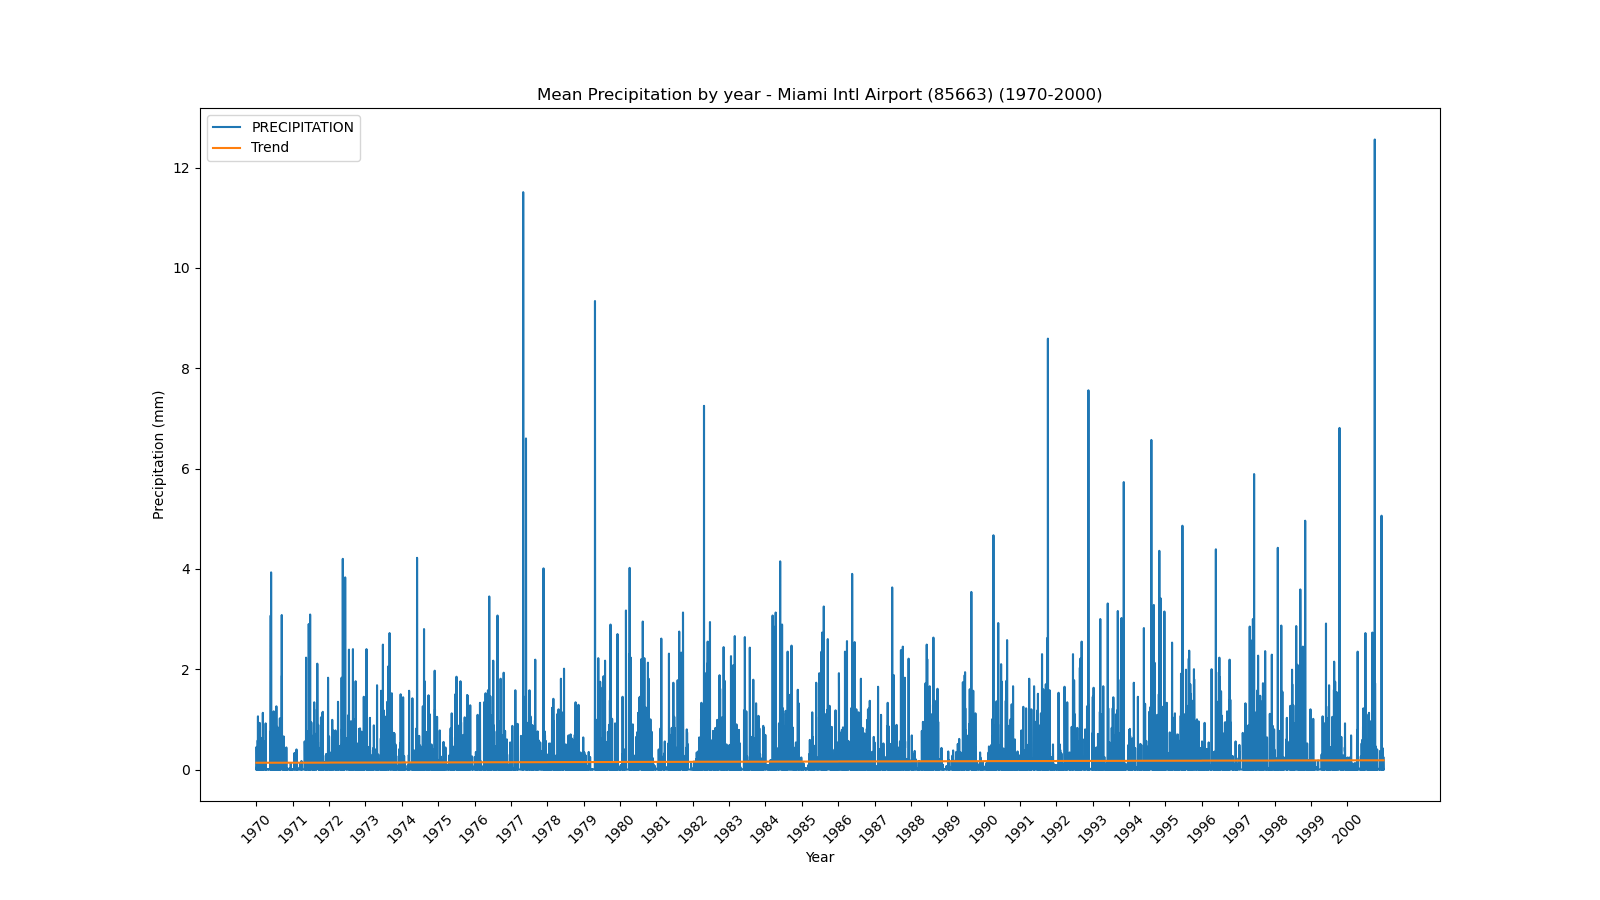 Mean Precipitation by year - Miami Intl Airport (85663) (1970-2000)
PRECIPITATION
Trend
12
10
8
6
4
2
0
Precipitation (mm)
1970 1971 1972 1973 1974 1975 1976 1977 1978 1979 1980 1981 1982 1983 1984 1985 1986 1987 1988 1989 1990 1991 1992 1993 1994 1995 1996 1997 1998 1999 2000
Year